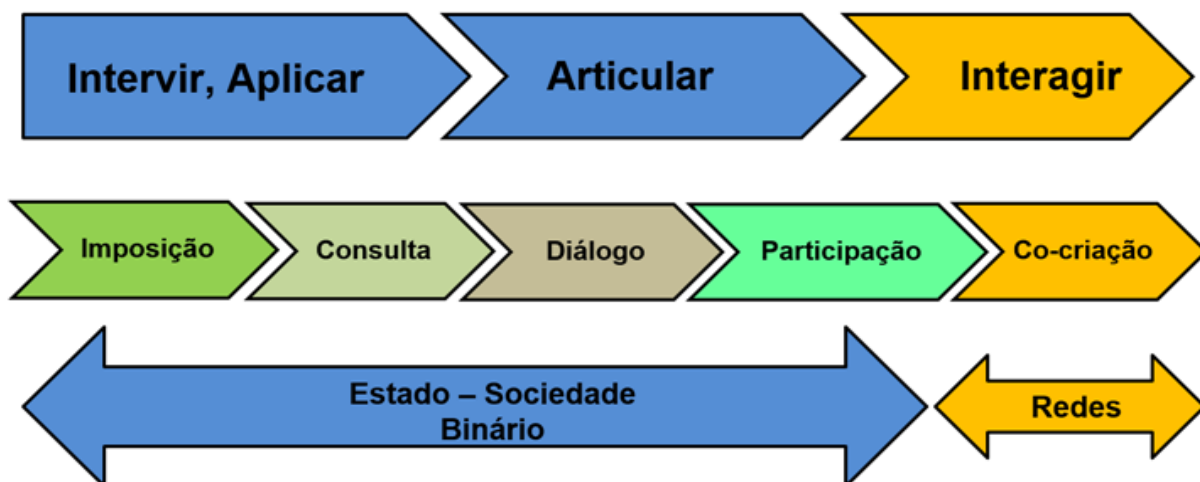 Intervir, Aplicar
Articular
Interagir
Imposição
Consulta
Diálogo
Participação
Co-criação
Estado – Sociedade
Binário
Redes